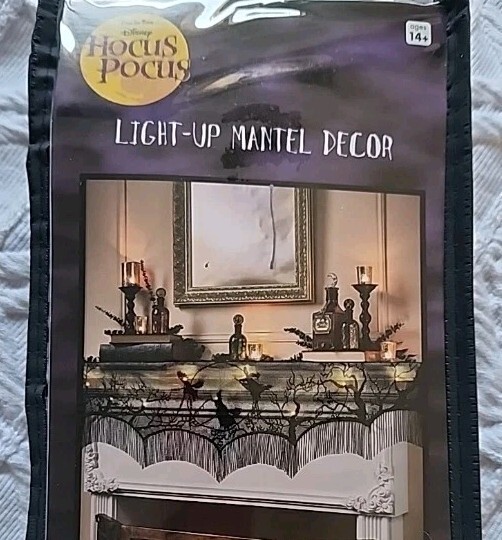 Disney
HOCUS
POCUS
ages
14+
LIGHT-UP MANTEL DECOR